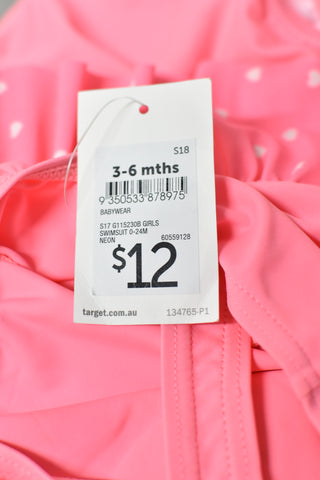 S18
3-6 mths
9 350533 878975
BABYWEAR
S17 G115230B GIRLS
SWIMSUIT 0-24M
NEON 60559128
$12
target.com.au 134765-P1